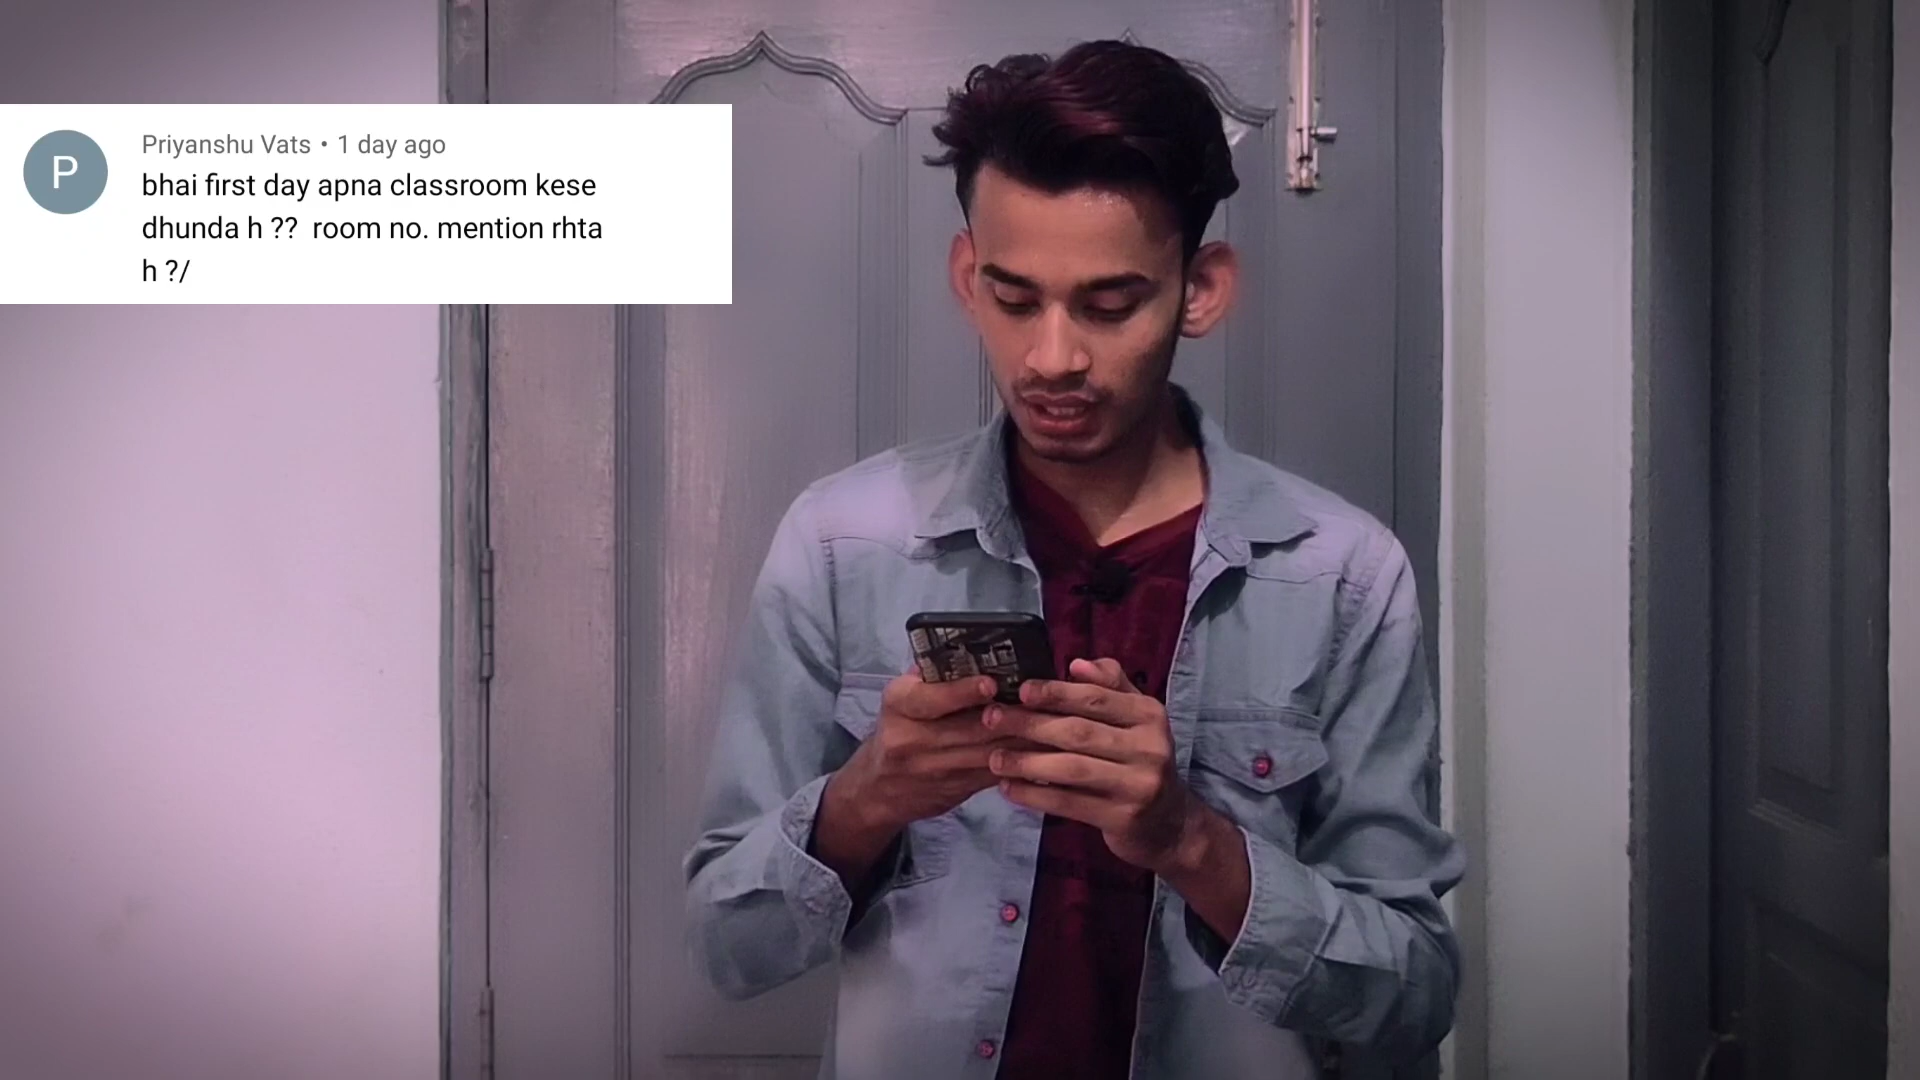 P
Priyanshu Vats • 1 day ago
bhai first day apna classroom kese
dhunda h ??  room no. mention rhta
h ?/